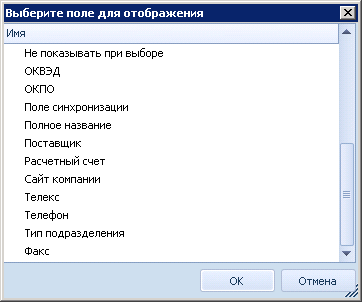 Выберите поле для отображения
Имя
Не показывать при выборе
ОКВЭД
ОКПО
Поле синхронизации
Полное название
Поставщик
Расчетный счет
Сайт компании
Телекс
Телефон
Тип подразделения
Факс
ОК Отмена